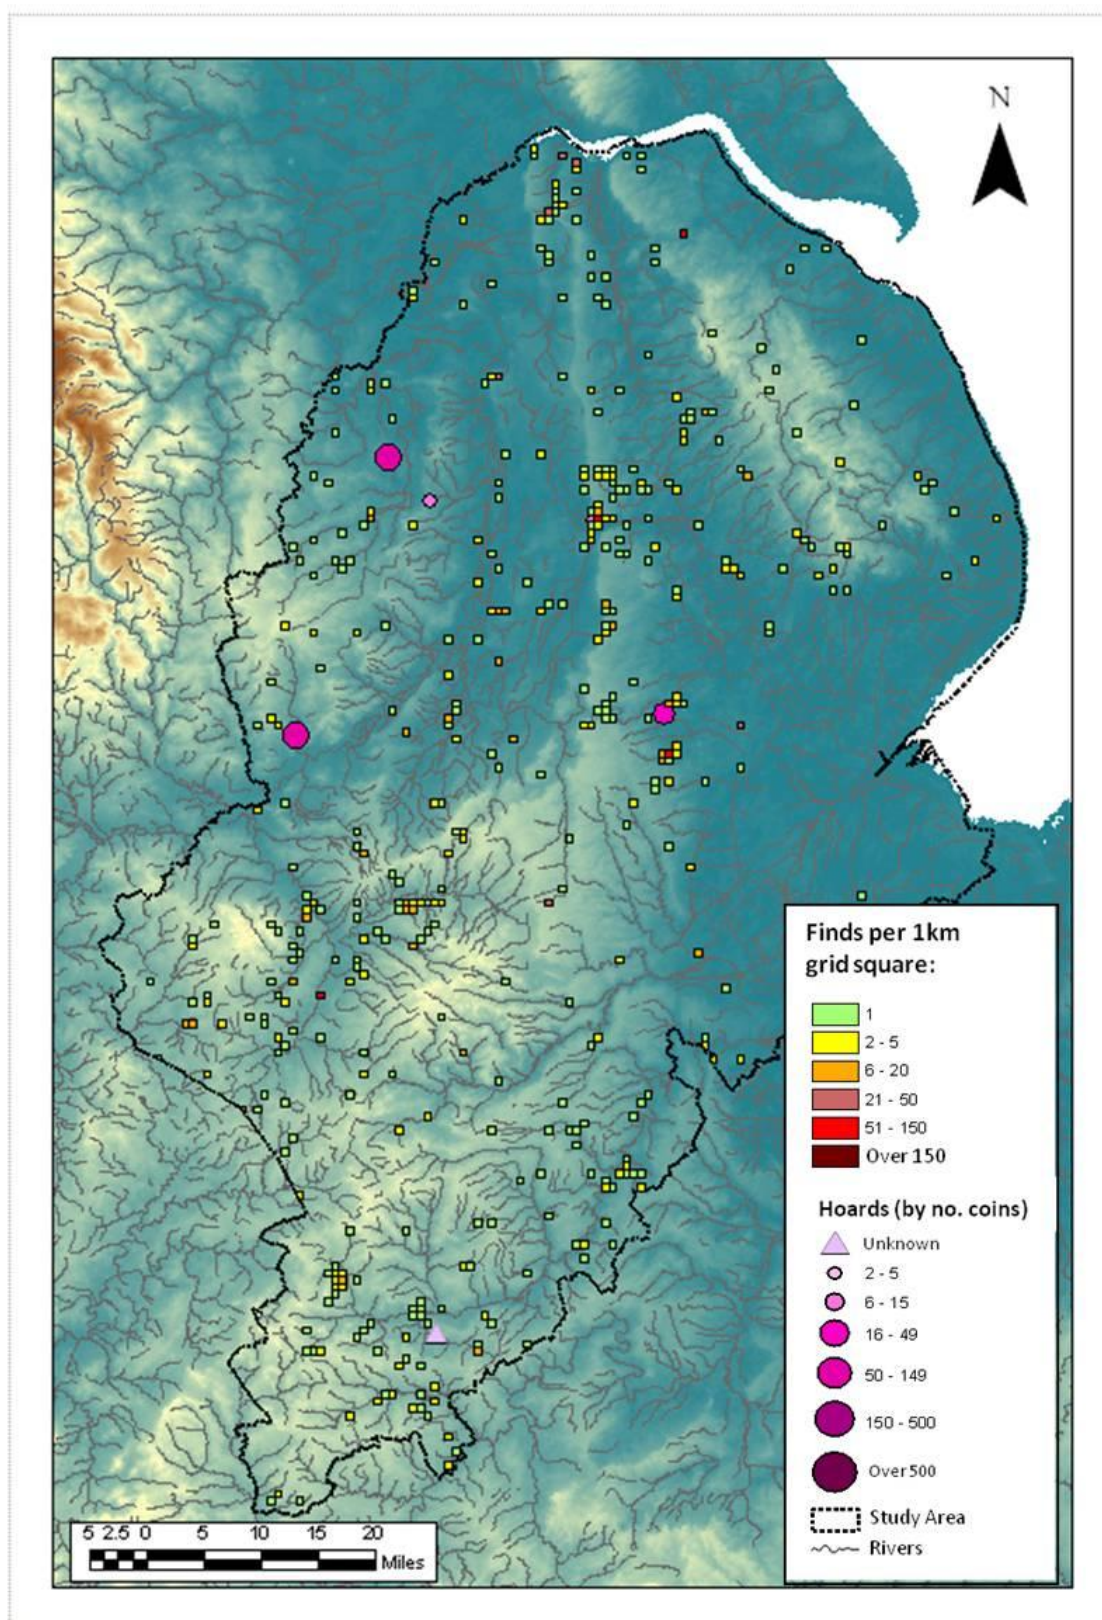 N
Finds per 1km
grid square:
1
2 - 5
6 - 20
21 - 50
51 - 150
Over 150
Hoards (by no. coins)
Unknown
2 - 5
6 - 15
16 - 49
50 - 149
150 - 500
Over 500
Study Area
Rivers
5 2.5 0 5 10 15 20
Miles